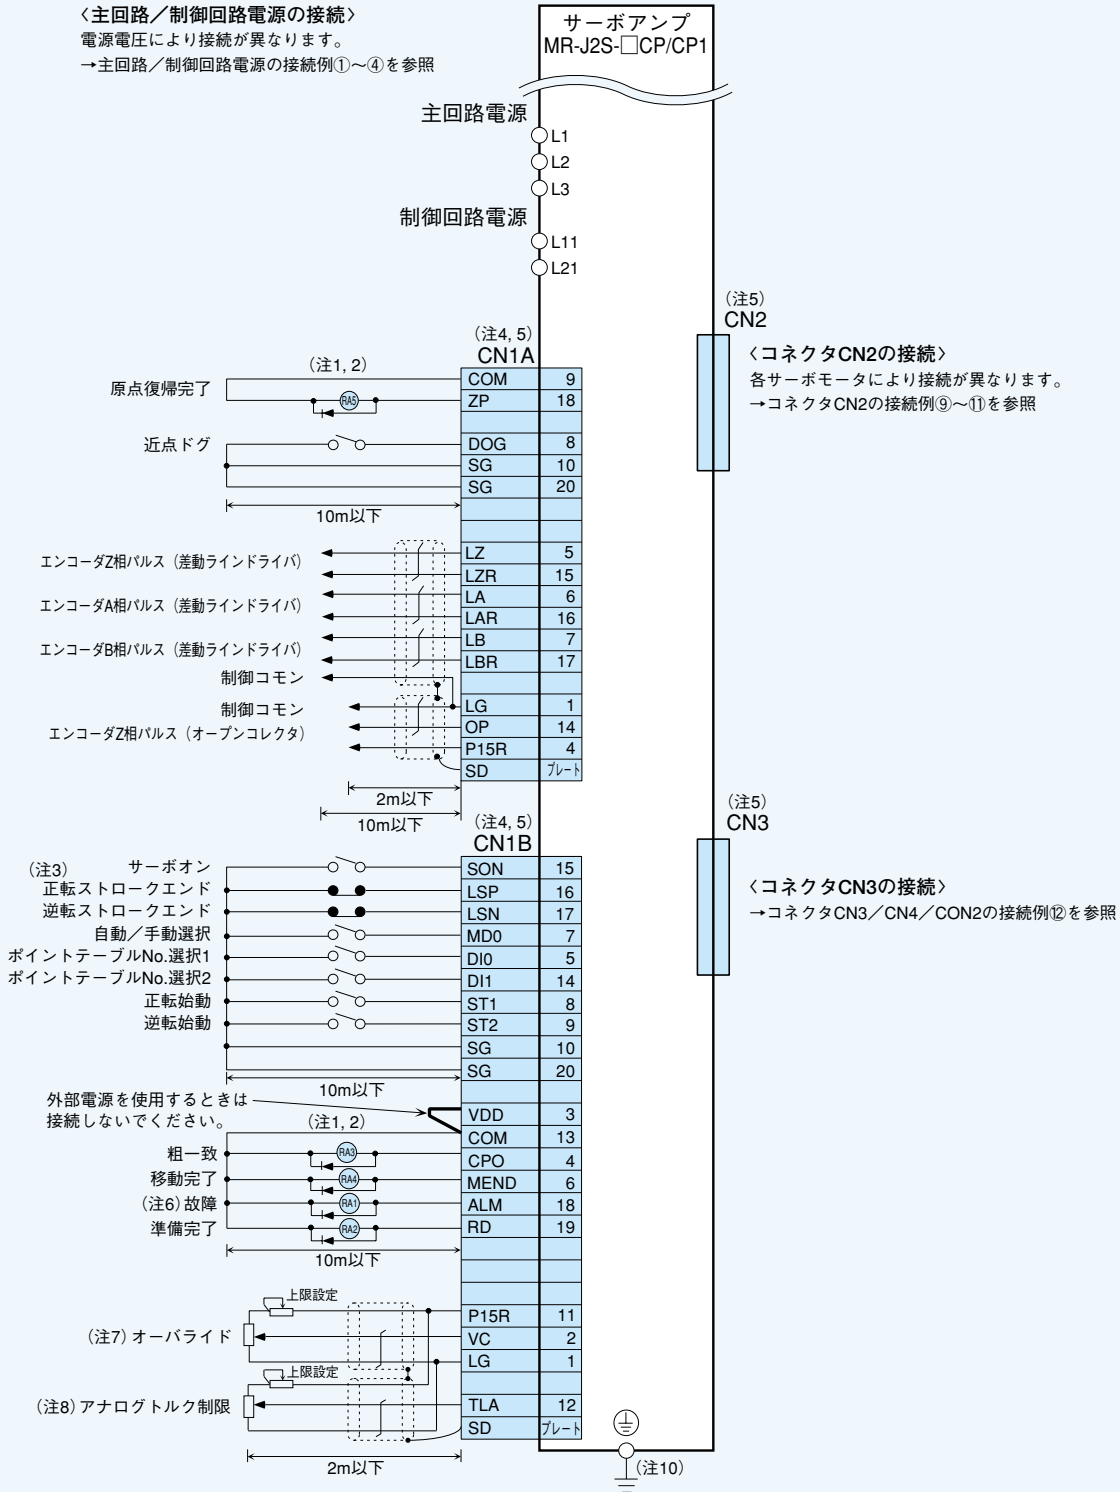 〈主回路／制御回路電源の接続〉
電源電圧により接続が異なります。
→主回路／制御回路電源の接続例①～④を参照
サーボアンプ
MR-J2S-□CP/CP1
主回路電源
L1
L2
L3
制御回路電源
L11
L21
(注5)
CN2
〈コネクタCN2の接続〉
各サーボモータにより接続が異なります。
→コネクタCN2の接続例⑨～⑪を参照
(注4, 5)
CN1A
(注1, 2)
原点復帰完了
RA5
COM 9
ZP 18
近点ドグ
DOG 8
SG 10
SG 20
10m以下
エンコーダZ相パルス（差動ラインドライバ）
LZ 5
LZR 15
エンコーダA相パルス（差動ラインドライバ）
LA 6
LAR 16
エンコーダB相パルス（差動ラインドライバ）
LB 7
LBR 17
制御コモン
制御コモン
LG 1
エンコーダZ相パルス（オープンコレクタ）
OP 14
P15R 4
SD プレート
2m以下
10m以下
(注5)
CN3
〈コネクタCN3の接続〉
→コネクタCN3／CN4／CON2の接続例⑫を参照
(注4, 5)
CN1B
(注3)
サーボオン SON 15
正転ストロークエンド LSP 16
逆転ストロークエンド LSN 17
自動／手動選択 MD0 7
ポイントテーブルNo.選択1 DI0 5
ポイントテーブルNo.選択2 DI1 14
正転始動 ST1 8
逆転始動 ST2 9
SG 10
SG 20
10m以下
外部電源を使用するときは
接続しないでください。
(注1, 2)
VDD 3
COM 13
粗一致 RA3 CPO 4
移動完了 RA4 MEND 6
(注6)故障 RA1 ALM 18
準備完了 RA2 RD 19
10m以下
上限設定
P15R 11
(注7)オーバライド VC 2
LG 1
上限設定
(注8)アナログトルク制限 TLA 12
SD プレート
2m以下
(注10)